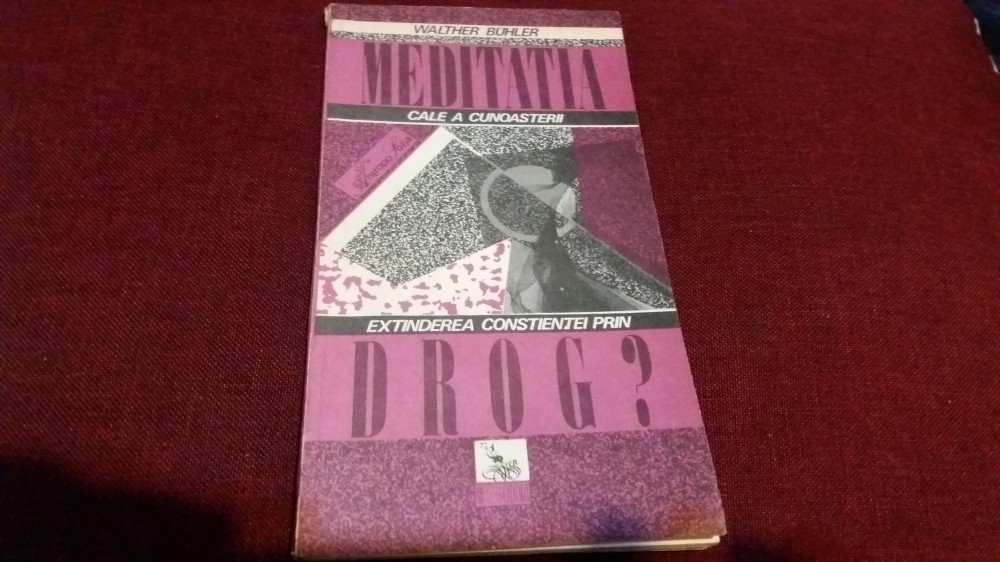 WALTHER BÜHLER
MEDITATIA
CALE A CUNOASTERII
EXTINDEREA CONSTIENTEI PRIN
DROG?